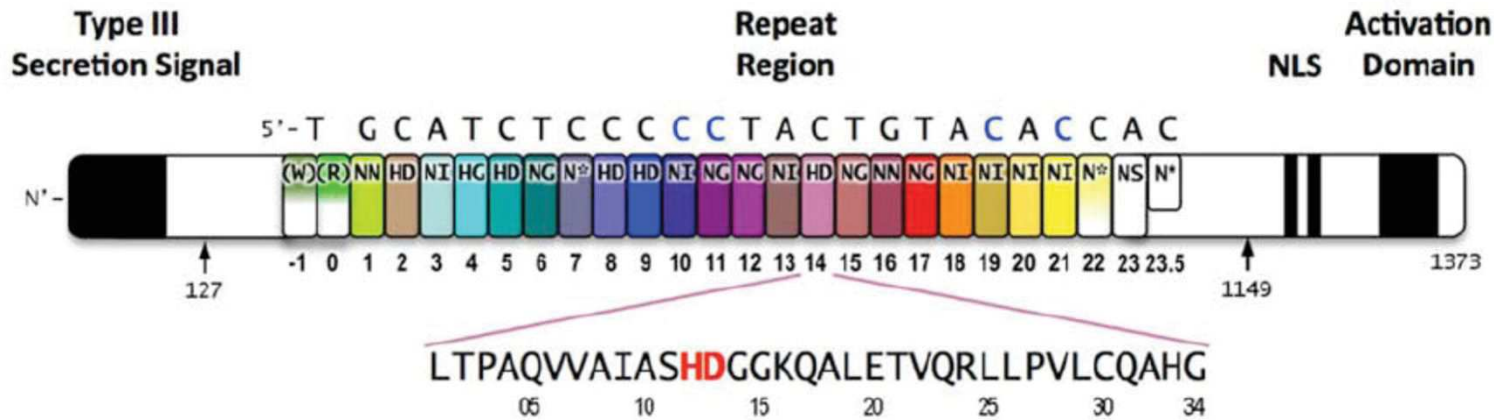 Type III Repeat Activation
Secretion Signal Region NLS Domain
5'-T GCATCTCCCCCTACTGTACACCAC
N'- (W) (R) NN HD NI HG HD NG N* HD HD NI NG NG NI HD NG NN NG NI NI NI NI N* NS N*
-1 0 1 2 3 4 5 6 7 8 9 10 11 12 13 14 15 16 17 18 19 20 21 22 23 23.5 1373
127 1149
LTPAQVVAIASHDGGKQALETVQRLLPVLCQAHG
05 10 15 20 25 30 34